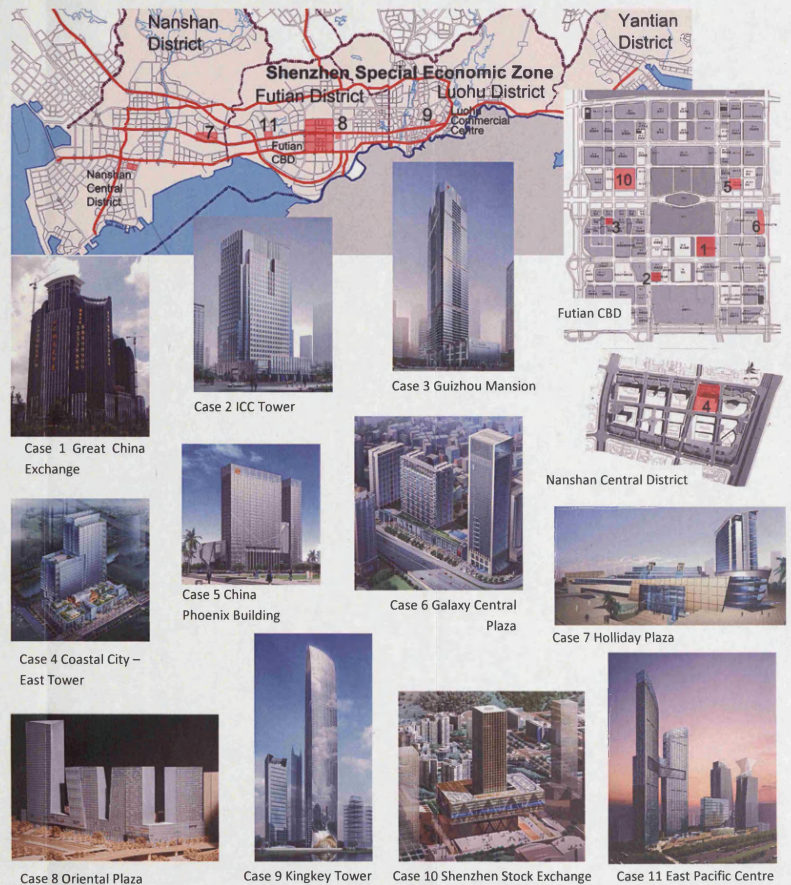 Nanshan
District
Yantian
District
Shenzhen Special Economic Zone
Futian District
Luohu District
7
11
8
9
Luohu
Commercial
Centre
Futian
CBD
Nanshan
Central
District
10
5
3
6
1
2
Futian CBD
Case 1 Great China
Exchange
Case 2 ICC Tower
Case 3 Guizhou Mansion
4
Nanshan Central District
Case 4 Coastal City –
East Tower
Case 5 China
Phoenix Building
Case 6 Galaxy Central
Plaza
Case 7 Holliday Plaza
Case 8 Oriental Plaza
Case 9 Kingkey Tower
Case 10 Shenzhen Stock Exchange
Case 11 East Pacific Centre